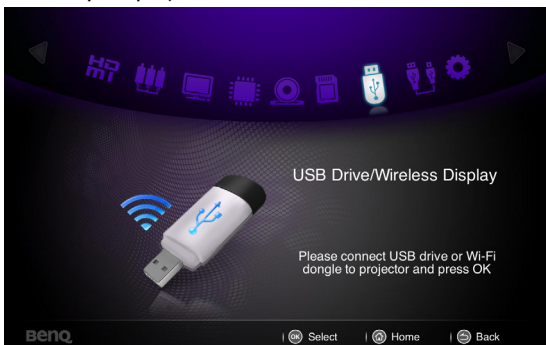 HDMI
USB Drive/Wireless Display
Please connect USB drive or Wi-Fi
dongle to projector and press OK
BenQ
OK Select
Home
Back